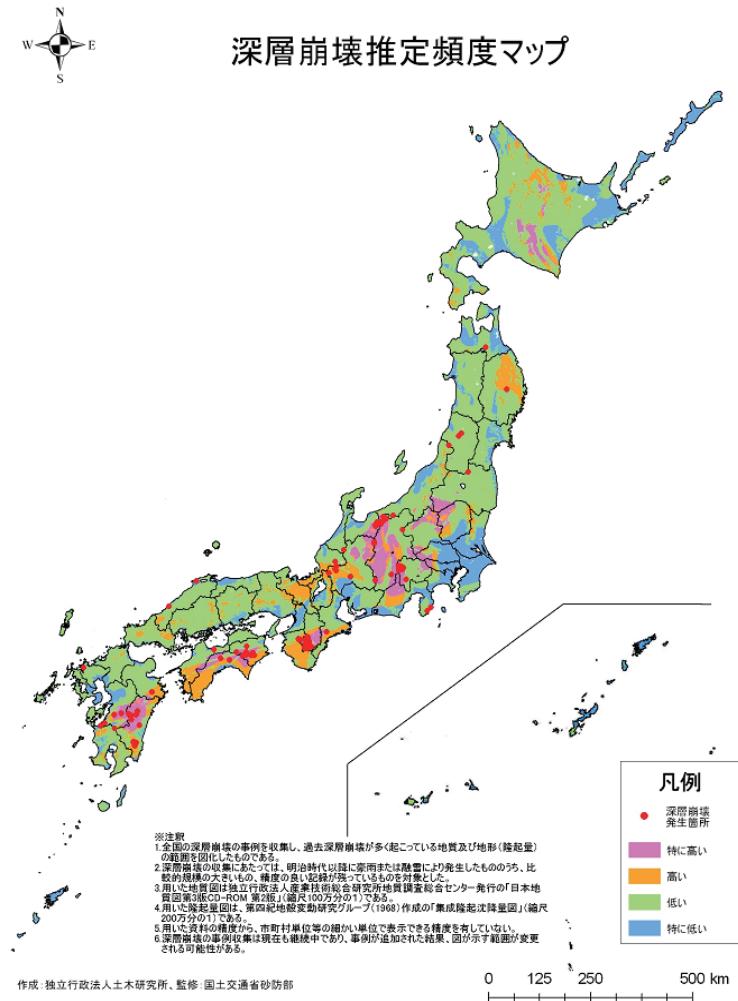 深層崩壊推定頻度マップ
N
W
E
S
凡例
深層崩壊
発生箇所
特に高い
高い
低い
特に低い
※注釈
1.全国の深層崩壊の事例を収集し、過去深層崩壊が多く起こっている地質及び地形(隆起量)
の範囲を図化したものである。
2.深層崩壊の収集にあたっては、明治時代以降に豪雨または融雪により発生したもののうち、比
較的規模の大きいもの、精度の良い記録が残っているものを対象とした。
3.用いた地質図は独立行政法人産業技術総合研究所地質調査総合センター発行の「日本地
質図第3版CD-ROM 第2版」(縮尺100万分の1)である。
4.用いた隆起量図は、第四紀地殻変動研究グループ(1968)作成の「集成隆起沈降量図」(縮尺
200万分の1)である。
5.用いた資料の精度から、市町村単位等の細かい単位で表示できる精度を有していない。
6.深層崩壊の事例収集は現在も継続中であり、事例が追加された結果、図が示す範囲が変更
される可能性がある。
作成:独立行政法人土木研究所、監修:国土交通省砂防部
0 125 250 500 km